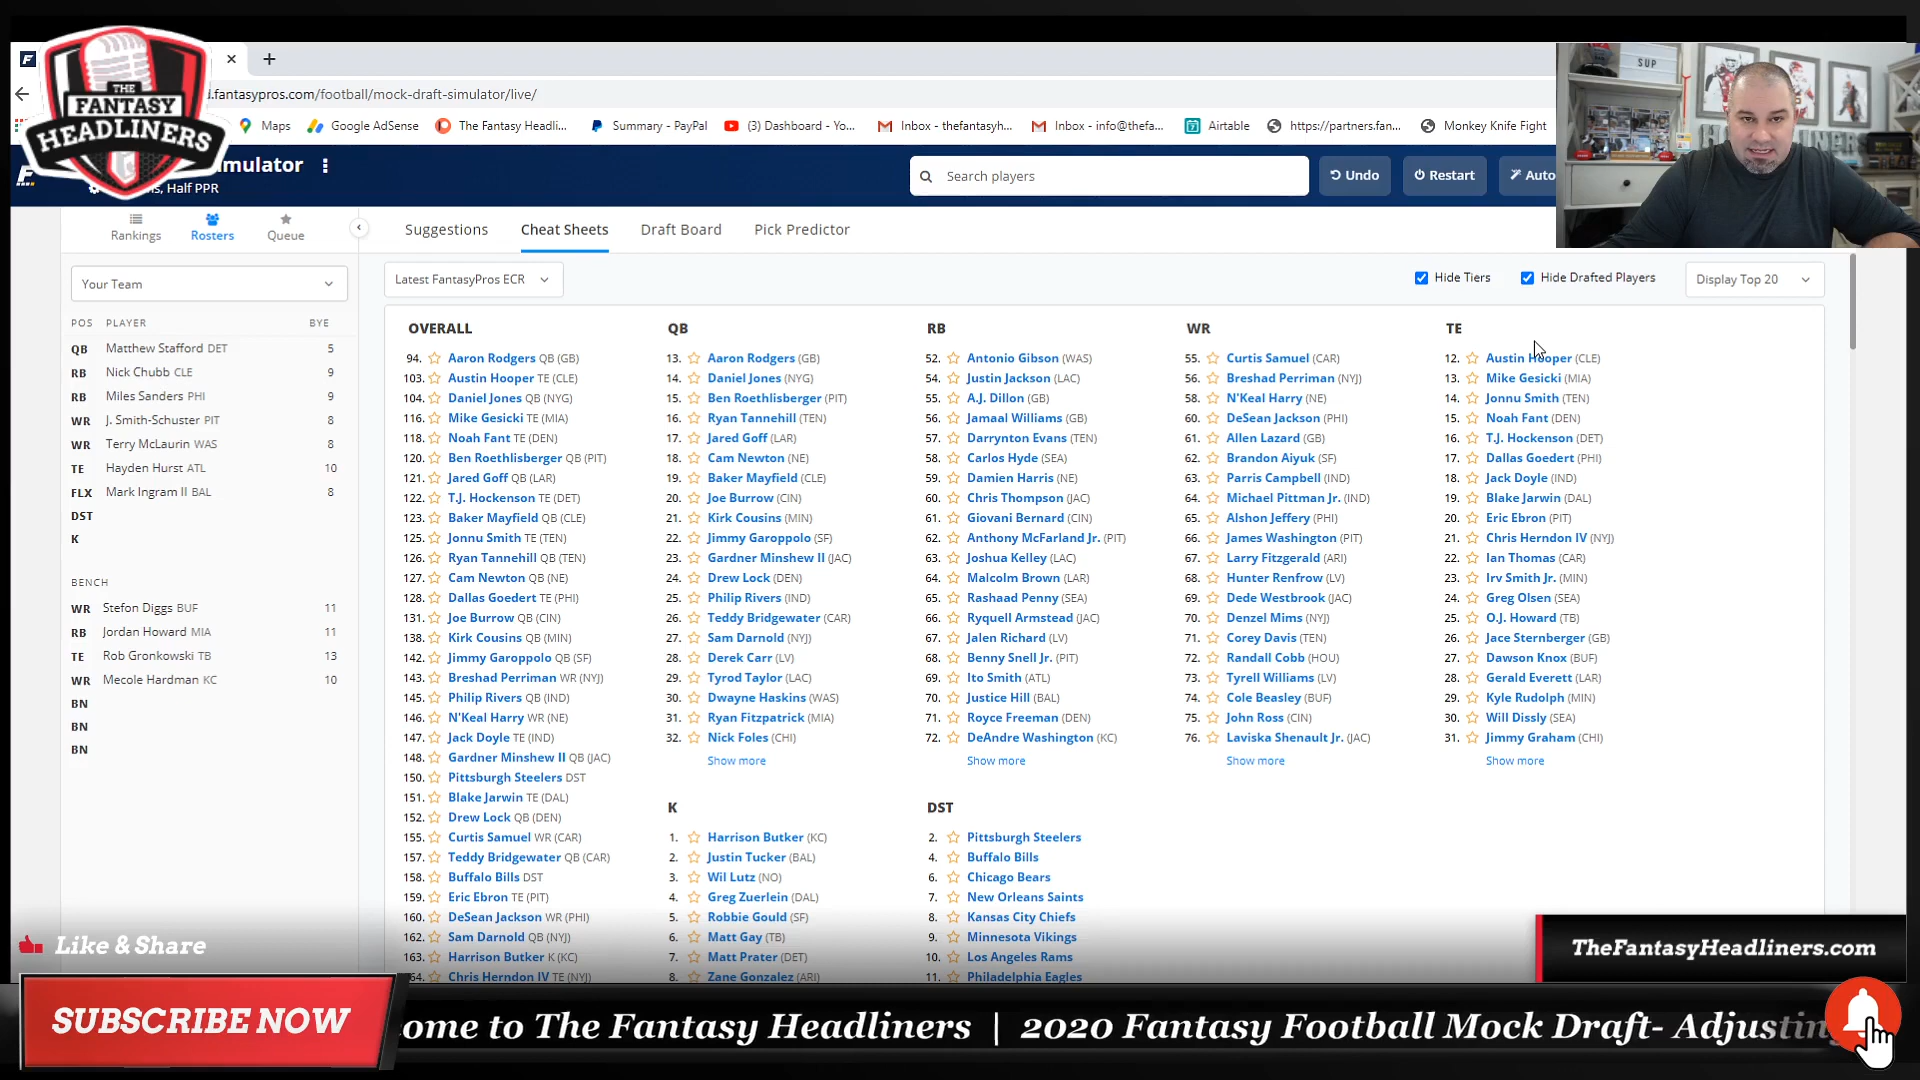 THE
FANTASY
HEADLINERS
.fantasypros.com/football/mock-draft-simulator/live/
Maps
Google AdSense
The Fantasy Headli...
Summary - PayPal
(3) Dashboard - Yo...
Inbox - thefantasyh...
Inbox - info@thefa...
Airtable
https://partners.fan...
Monkey Knife Fight
SUP
mulator
s, Half PPR
Search players
Undo
Restart
Auto
Rankings
Rosters
Queue
Suggestions
Cheat Sheets
Draft Board
Pick Predictor
Your Team
Latest FantasyPros ECR
Hide Tiers
Hide Drafted Players
Display Top 20
POS PLAYER BYE
QB Matthew Stafford DET 5
RB Nick Chubb CLE 9
RB Miles Sanders PHI 9
WR J. Smith-Schuster PIT 8
WR Terry McLaurin WAS 8
TE Hayden Hurst ATL 10
FLX Mark Ingram II BAL 8
DST
K
BENCH
WR Stefon Diggs BUF 11
RB Jordan Howard MIA 11
TE Rob Gronkowski TB 13
WR Mecole Hardman KC 10
BN
BN
BN
OVERALL
94. Aaron Rodgers QB (GB)
103. Austin Hooper TE (CLE)
104. Daniel Jones QB (NYG)
116. Mike Gesicki TE (MIA)
118. Noah Fant TE (DEN)
120. Ben Roethlisberger QB (PIT)
121. Jared Goff QB (LAR)
122. T.J. Hockenson TE (DET)
123. Baker Mayfield QB (CLE)
125. Jonnu Smith TE (TEN)
126. Ryan Tannehill QB (TEN)
127. Cam Newton QB (NE)
128. Dallas Goedert TE (PHI)
131. Joe Burrow QB (CIN)
138. Kirk Cousins QB (MIN)
142. Jimmy Garoppolo QB (SF)
143. Breshad Perriman WR (NYJ)
145. Philip Rivers QB (IND)
146. N'Keal Harry WR (NE)
147. Jack Doyle TE (IND)
148. Gardner Minshew II QB (JAC)
150. Pittsburgh Steelers DST
151. Blake Jarwin TE (DAL)
152. Drew Lock QB (DEN)
155. Curtis Samuel WR (CAR)
157. Teddy Bridgewater QB (CAR)
158. Buffalo Bills DST
159. Eric Ebron TE (PIT)
160. DeSean Jackson WR (PHI)
162. Sam Darnold QB (NYJ)
163. Harrison Butker K (KC)
64. Chris Herndon IV TE (NYJ)
QB
13. Aaron Rodgers (GB)
14. Daniel Jones (NYG)
15. Ben Roethlisberger (PIT)
16. Ryan Tannehill (TEN)
17. Jared Goff (LAR)
18. Cam Newton (NE)
19. Baker Mayfield (CLE)
20. Joe Burrow (CIN)
21. Kirk Cousins (MIN)
22. Jimmy Garoppolo (SF)
23. Gardner Minshew II (JAC)
24. Drew Lock (DEN)
25. Philip Rivers (IND)
26. Teddy Bridgewater (CAR)
27. Sam Darnold (NYJ)
28. Derek Carr (LV)
29. Tyrod Taylor (LAC)
30. Dwayne Haskins (WAS)
31. Ryan Fitzpatrick (MIA)
32. Nick Foles (CHI)
Show more
RB
52. Antonio Gibson (WAS)
54. Justin Jackson (LAC)
55. A.J. Dillon (GB)
56. Jamaal Williams (GB)
57. Darrynton Evans (TEN)
58. Carlos Hyde (SEA)
59. Damien Harris (NE)
60. Chris Thompson (JAC)
61. Giovani Bernard (CIN)
62. Anthony McFarland Jr. (PIT)
63. Joshua Kelley (LAC)
64. Malcolm Brown (LAR)
65. Rashaad Penny (SEA)
66. Ryquell Armstead (JAC)
67. Jalen Richard (LV)
68. Benny Snell Jr. (PIT)
69. Ito Smith (ATL)
70. Justice Hill (BAL)
71. Royce Freeman (DEN)
72. DeAndre Washington (KC)
Show more
WR
55. Curtis Samuel (CAR)
56. Breshad Perriman (NYJ)
58. N'Keal Harry (NE)
60. DeSean Jackson (PHI)
61. Allen Lazard (GB)
62. Brandon Aiyuk (SF)
63. Parris Campbell (IND)
64. Michael Pittman Jr. (IND)
65. Alshon Jeffery (PHI)
66. James Washington (PIT)
67. Larry Fitzgerald (ARI)
68. Hunter Renfrow (LV)
69. Dede Westbrook (JAC)
70. Denzel Mims (NYJ)
71. Corey Davis (TEN)
72. Randall Cobb (HOU)
73. Tyrell Williams (LV)
74. Cole Beasley (BUF)
75. John Ross (CIN)
76. Laviska Shenault Jr. (JAC)
Show more
TE
12. Austin Hooper (CLE)
13. Mike Gesicki (MIA)
14. Jonnu Smith (TEN)
15. Noah Fant (DEN)
16. T.J. Hockenson (DET)
17. Dallas Goedert (PHI)
18. Jack Doyle (IND)
19. Blake Jarwin (DAL)
20. Eric Ebron (PIT)
21. Chris Herndon IV (NYJ)
22. Ian Thomas (CAR)
23. Irv Smith Jr. (MIN)
24. Greg Olsen (SEA)
25. O.J. Howard (TB)
26. Jace Sternberger (GB)
27. Dawson Knox (BUF)
28. Gerald Everett (LAR)
29. Kyle Rudolph (MIN)
30. Will Dissly (SEA)
31. Jimmy Graham (CHI)
Show more
K
1. Harrison Butker (KC)
2. Justin Tucker (BAL)
3. Wil Lutz (NO)
4. Greg Zuerlein (DAL)
5. Robbie Gould (SF)
6. Matt Gay (TB)
7. Matt Prater (DET)
8. Zane Gonzalez (ARI)
DST
2. Pittsburgh Steelers
4. Buffalo Bills
6. Chicago Bears
7. New Orleans Saints
8. Kansas City Chiefs
9. Minnesota Vikings
10. Los Angeles Rams
11. Philadelphia Eagles
Like & Share
TheFantasyHeadliners.com
SUBSCRIBE NOW
ome to The Fantasy Headliners | 2020 Fantasy Football Mock Draft- Adjustin